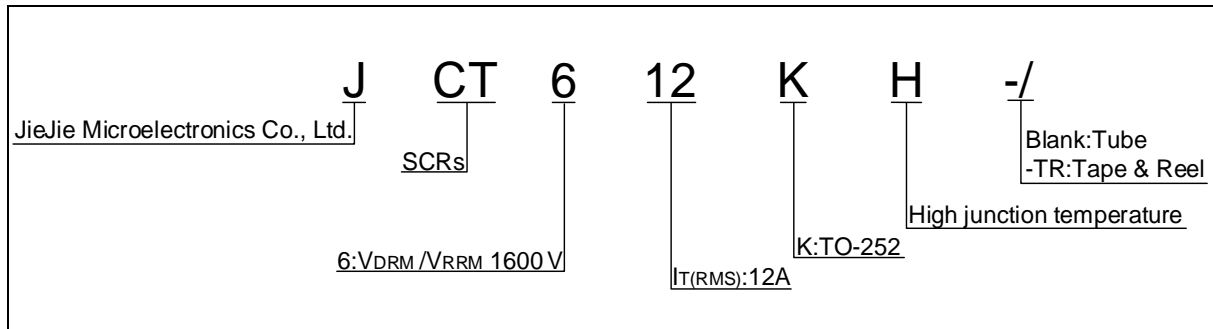 J CT 6 12 K H -/
JieJie Microelectronics Co., Ltd.
SCRs
Blank:Tube
-TR:Tape & Reel
High junction temperature
K:TO-252
6:VDRM/VRRM 1600 V
IT(RMS):12A